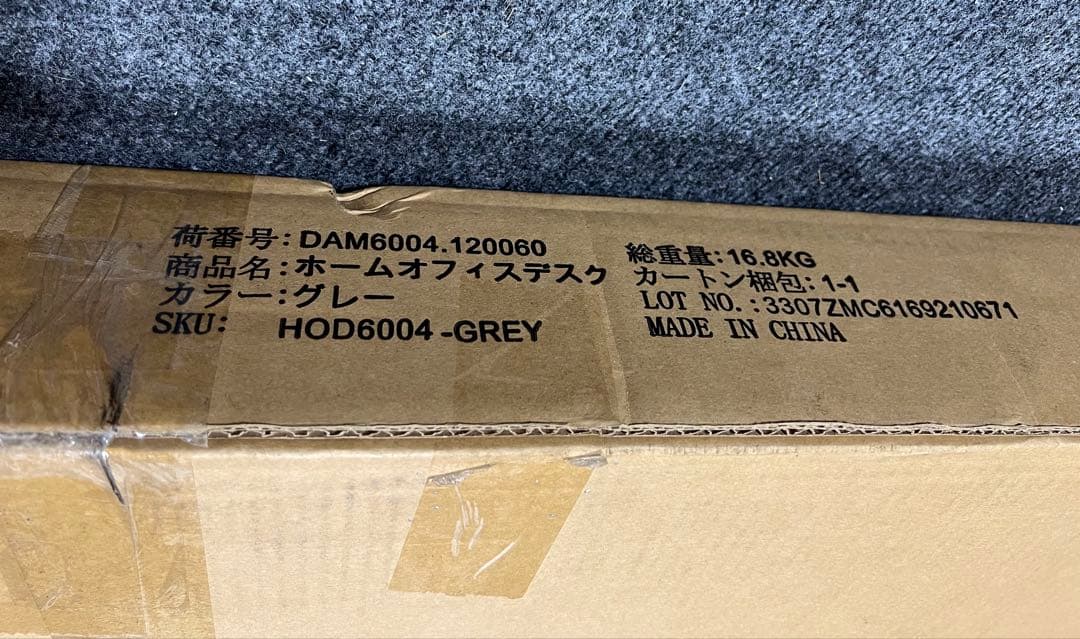 荷番号: DAM6004.120060
商品名: ホームオフィスデスク
カラー: グレー
SKU: HOD6004-GREY
総重量: 16.8KG
カートン梱包: 1-1
LOT NO.: 3307ZMC6169210671
MADE IN CHINA